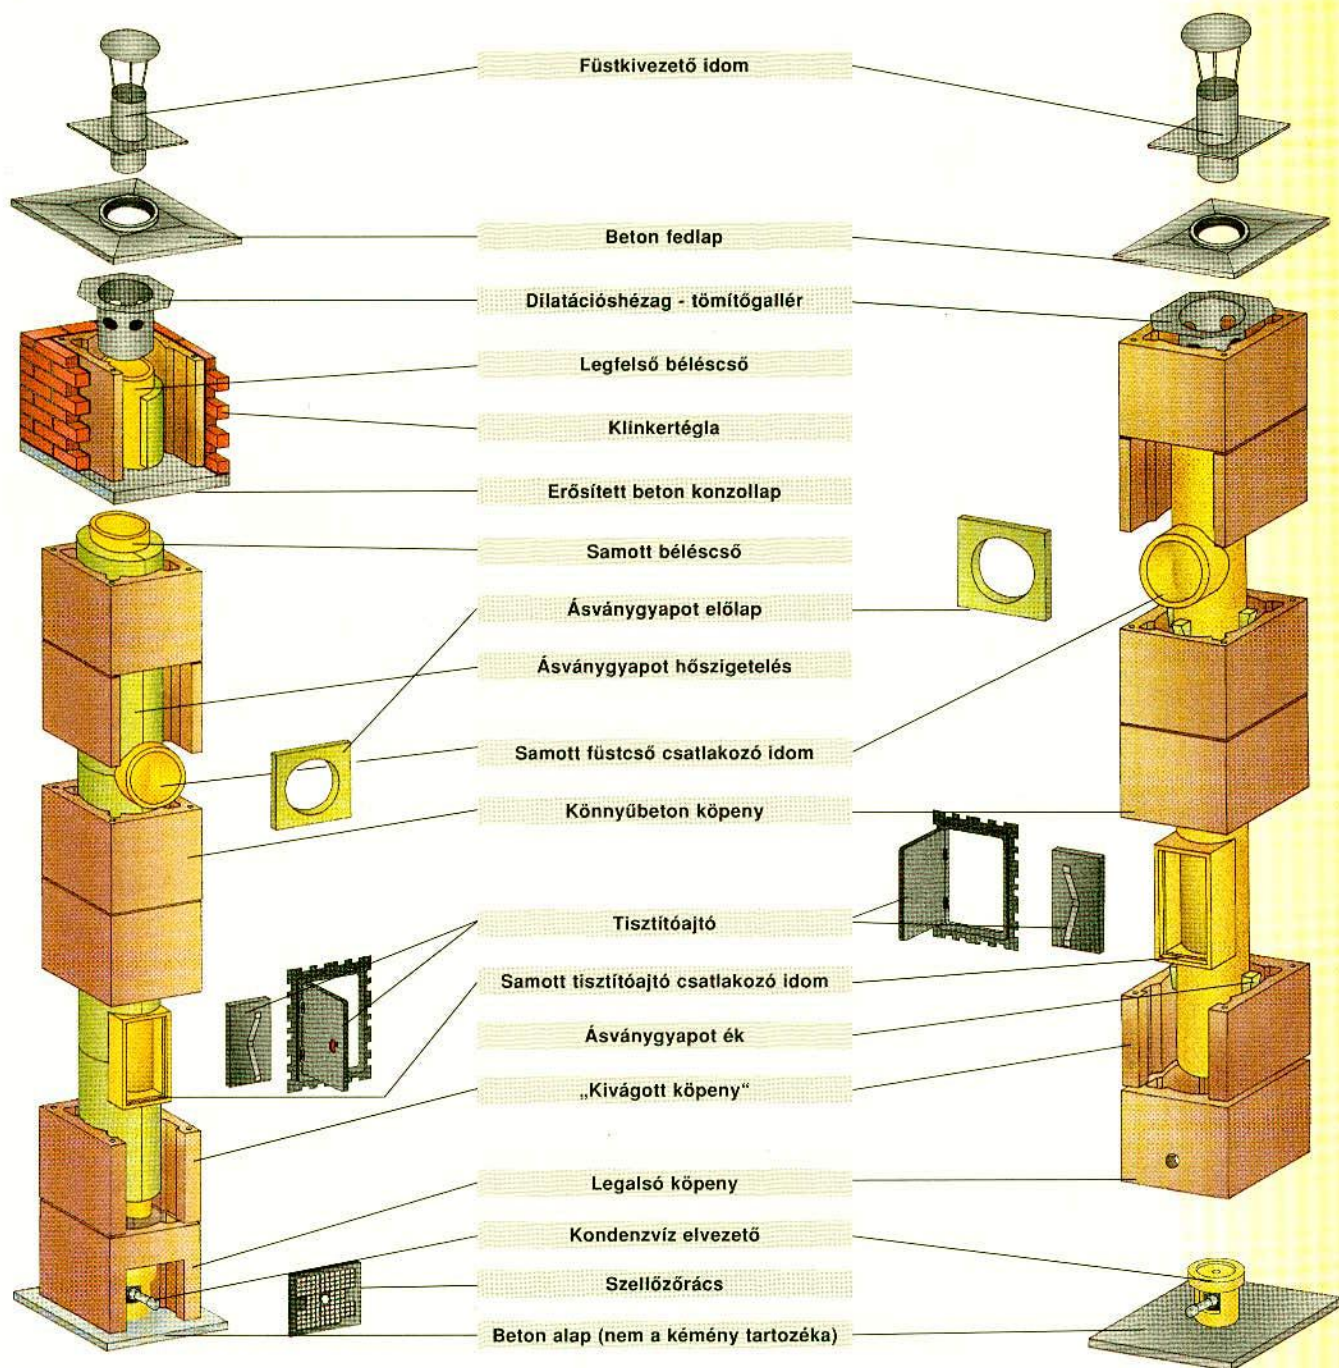 Füstkivezető idom
Beton fedlap
Dilatációshézag - tömítőgallér
Legfelső béléscső
Klinkertégla
Erősített beton konzollap
Samott béléscső
Ásványgyapot előlap
Ásványgyapot hőszigetelés
Samott füstcső csatlakozó idom
Könnyűbeton köpeny
Tisztítóajtó
Samott tisztítóajtó csatlakozó idom
Ásványgyapot ék
„Kivágott köpeny“
Legalsó köpeny
Kondenzvíz elvezető
Szellőzőrács
Beton alap (nem a kémény tartozéka)